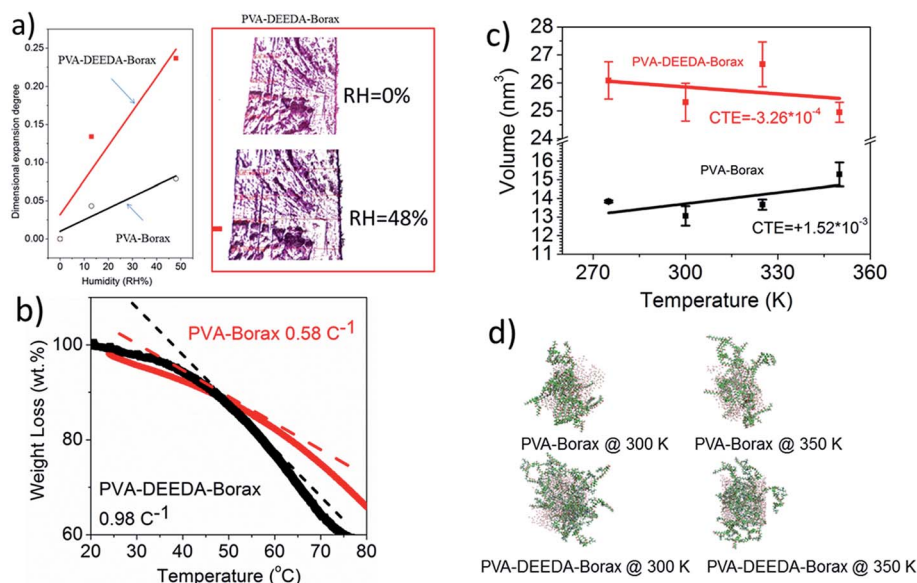 a)
PVA-DEEDA-Borax
0.25
0.20
0.15
0.10
0.05
0.00
Dimensional expansion degree
PVA-DEEDA-Borax
PVA-Borax
0 10 20 30 40 50
Humidity (RH%)
RH=0%
RH=48%
b)
100
80
60
Weight Loss (wt.%)
PVA-Borax 0.58 C⁻¹
PVA-DEEDA-Borax
0.98 C⁻¹
20 30 40 50 60 70 80
Temperature (°C)
c)
28
27
26
25
24
16
15
14
13
12
11
Volume (nm³)
PVA-DEEDA-Borax
CTE=-3.26*10⁻⁴
PVA-Borax
CTE=+1.52*10⁻³
270 300 330 360
Temperature (K)
d)
PVA-Borax @ 300 K PVA-Borax @ 350 K
PVA-DEEDA-Borax @ 300 K PVA-DEEDA-Borax @ 350 K